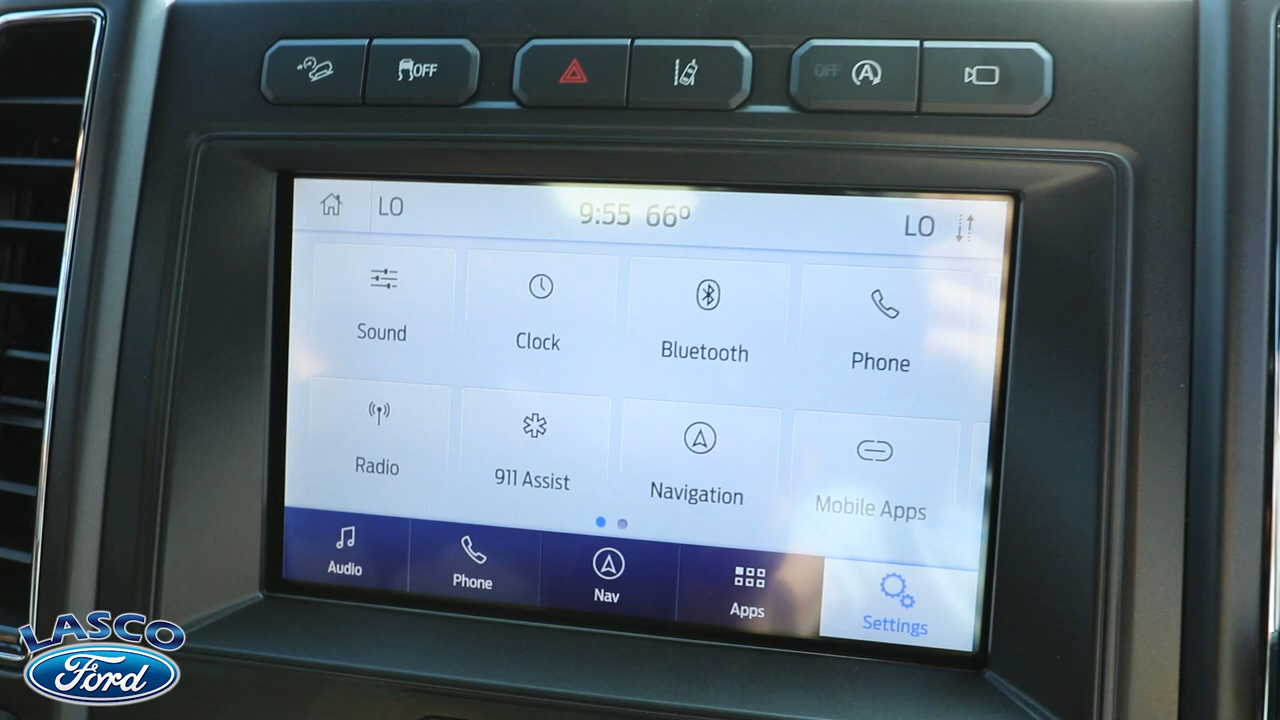 OFF OFF
LO 9:55 66° LO
Sound Clock Bluetooth Phone
Radio 911 Assist Navigation Mobile Apps
Audio Phone Nav Apps Settings
LASCO
Ford